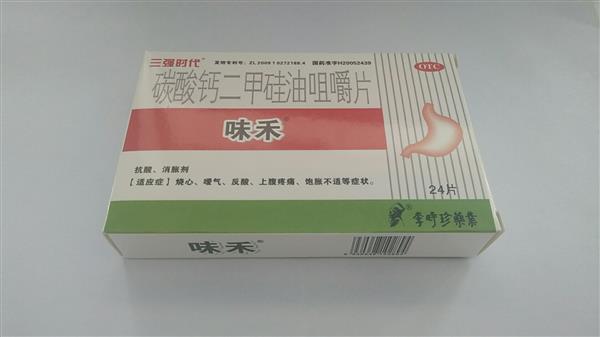 三强时代®
发明专利号：ZL 2009 1 0272188.4 国药准字H20052439
OTC
碳酸钙二甲硅油咀嚼片
味禾®
抗酸、消胀剂
【适应症】烧心、嗳气、反酸、上腹疼痛、饱胀不适等症状。
24片
®李时珍药业
味禾®